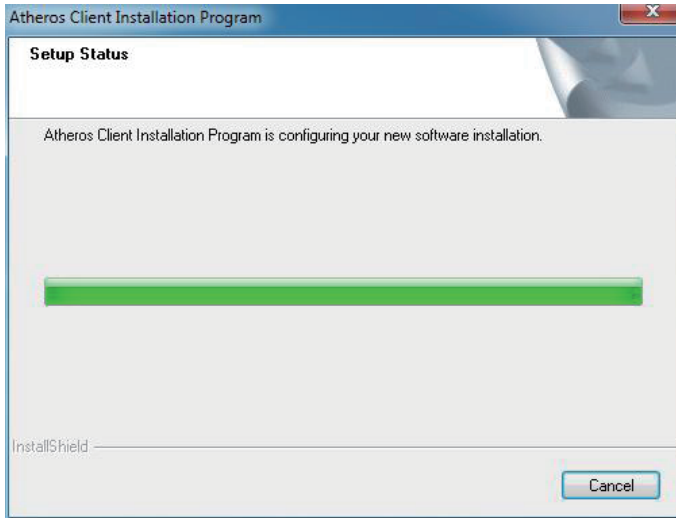 Atheros Client Installation Program
Setup Status
Atheros Client Installation Program is configuring your new software installation.
InstallShield
Cancel